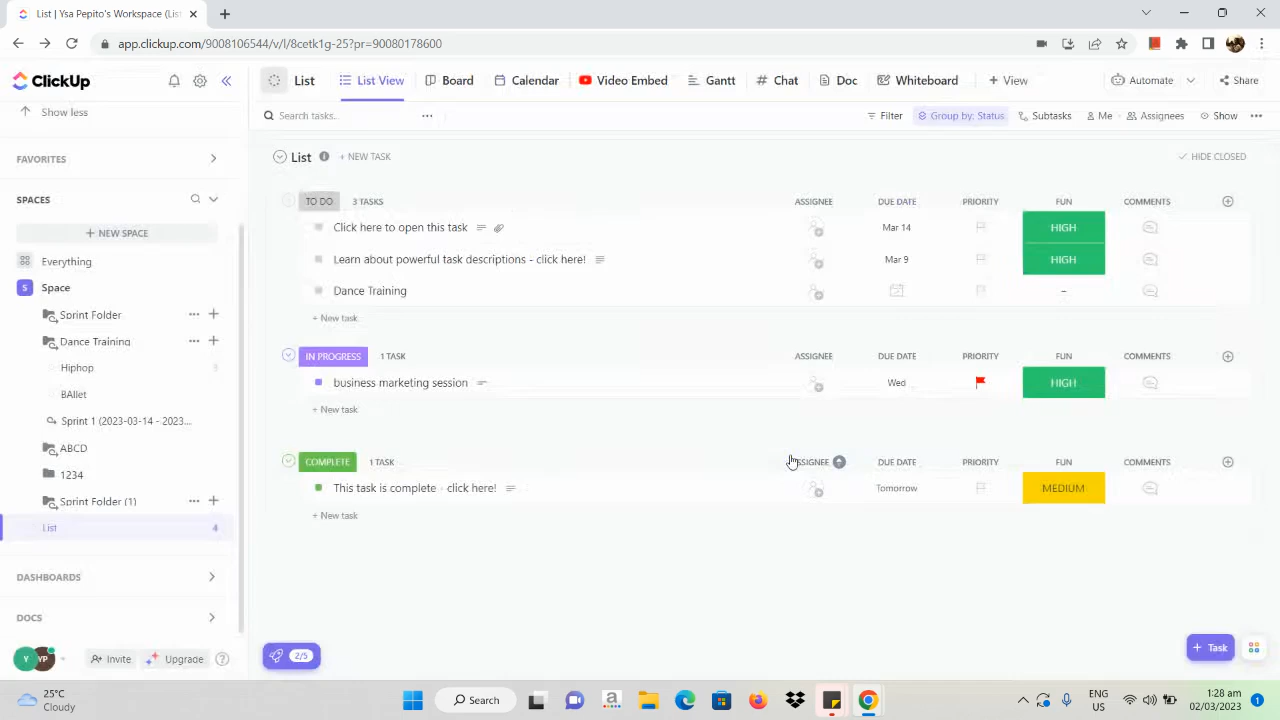 List | Ysa Pepito's Workspace (List
app.clickup.com/9008106544/v/l/8cetk1g-25?pr=90080178600
ClickUp
List
List View
Board
Calendar
Video Embed
Gantt
Chat
Doc
Whiteboard
+ View
Automate
Share
Show less
Search tasks...
Filter
Group by: Status
Subtasks
Me
Assignees
Show
FAVORITES
List
+ NEW TASK
HIDE CLOSED
SPACES
+ NEW SPACE
Everything
S Space
Sprint Folder
Dance Training
Hiphop
BAllet
Sprint 1 (2023-03-14 - 2023...
ABCD
1234
Sprint Folder (1)
List 4
DASHBOARDS
DOCS
Y YP
Invite
Upgrade
TO DO 3 TASKS ASSIGNEE DUE DATE PRIORITY FUN COMMENTS
Click here to open this task Mar 14 HIGH
Learn about powerful task descriptions - click here! Mar 9 HIGH
Dance Training –
+ New task
IN PROGRESS 1 TASK ASSIGNEE DUE DATE PRIORITY FUN COMMENTS
business marketing session Wed HIGH
+ New task
COMPLETE 1 TASK SSIGNEE DUE DATE PRIORITY FUN COMMENTS
This task is complete - click here! Tomorrow MEDIUM
+ New task
2/5
+ Task
25°C
Cloudy
Search
ENG
US
1:28 am
02/03/2023
1